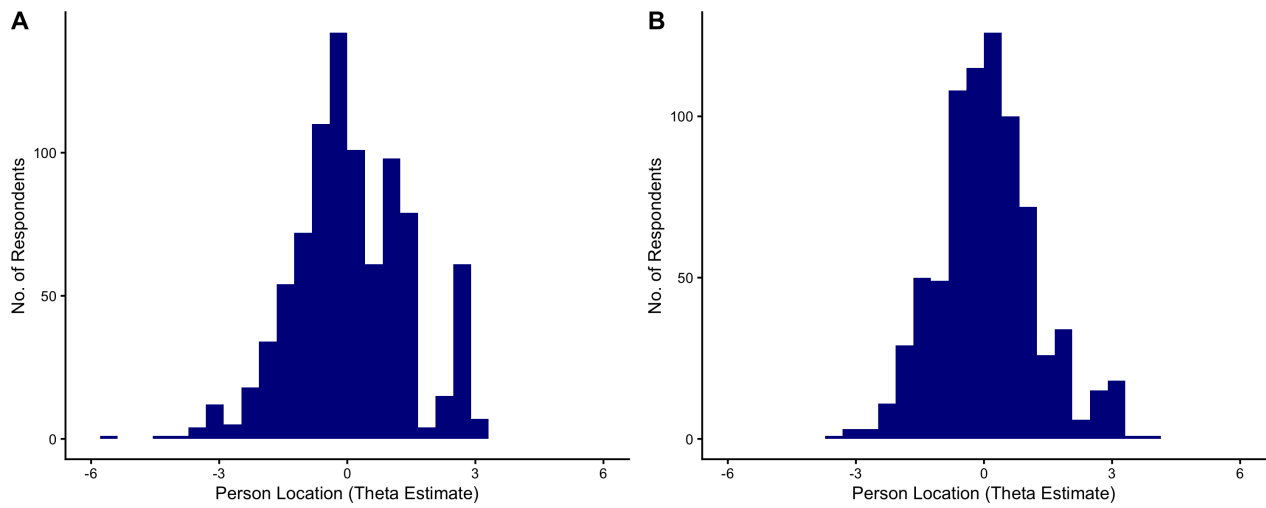 A
No. of Respondents
100
50
0
-6 -3 0 3 6
Person Location (Theta Estimate)
B
No. of Respondents
100
50
0
-6 -3 0 3 6
Person Location (Theta Estimate)